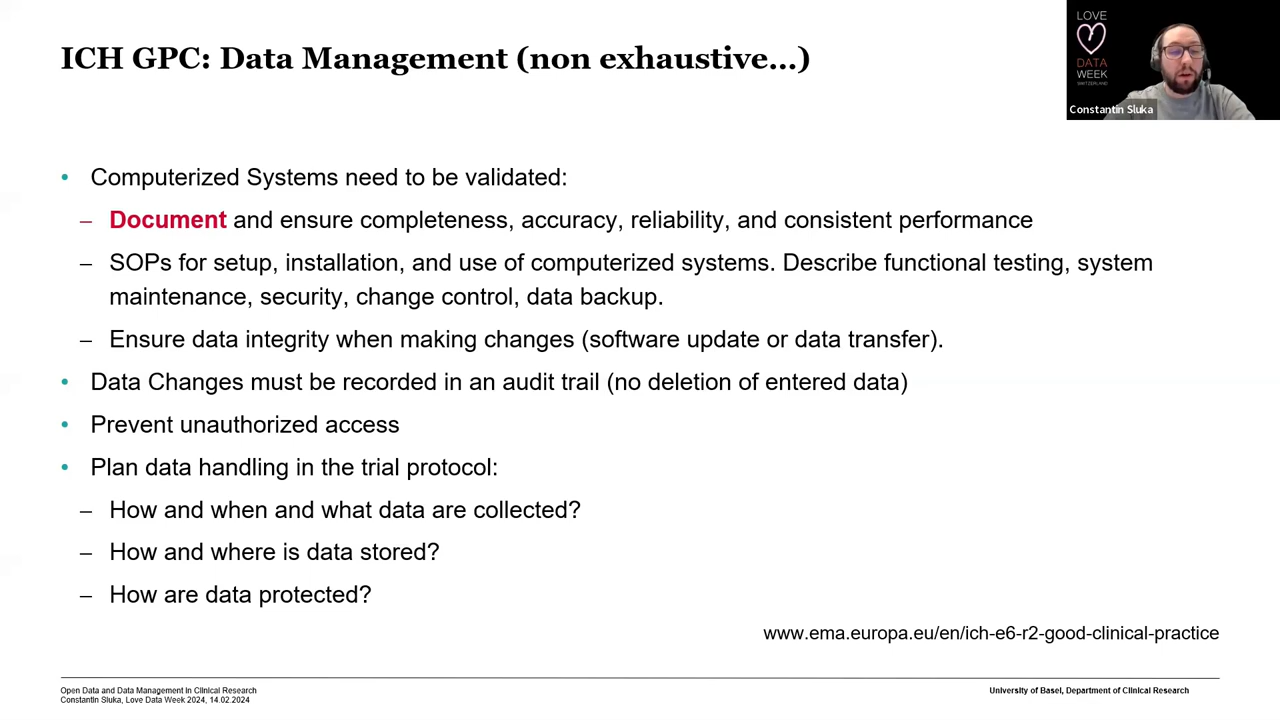 ICH GPC: Data Management (non exhaustive...)
LOVE
DATA
WEEK
SWITZERLAND
Constantin Sluka
• Computerized Systems need to be validated:
– Document and ensure completeness, accuracy, reliability, and consistent performance
– SOPs for setup, installation, and use of computerized systems. Describe functional testing, system
maintenance, security, change control, data backup.
– Ensure data integrity when making changes (software update or data transfer).
• Data Changes must be recorded in an audit trail (no deletion of entered data)
• Prevent unauthorized access
• Plan data handling in the trial protocol:
– How and when and what data are collected?
– How and where is data stored?
– How are data protected?
www.ema.europa.eu/en/ich-e6-r2-good-clinical-practice
Open Data and Data Management in Clinical Research
Constantin Sluka, Love Data Week 2024, 14.02.2024
University of Basel, Department of Clinical Research